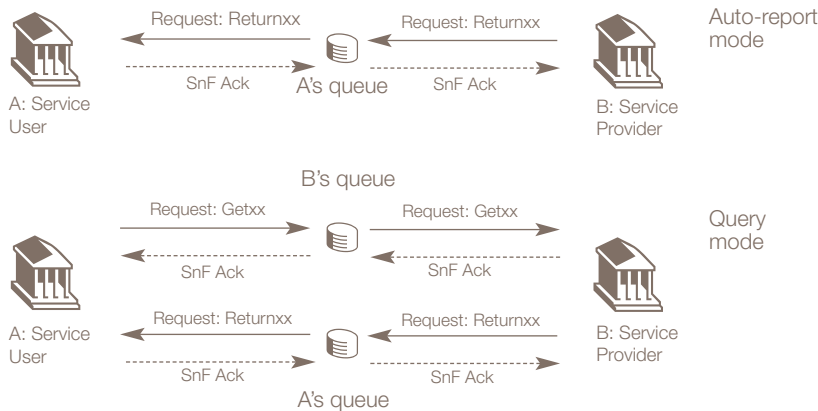 Request: Returnxx
Request: Returnxx
Auto-report
mode
SnF Ack
A's queue
SnF Ack
A: Service
User
B: Service
Provider
B's queue
Request: Getxx
Request: Getxx
Query
mode
SnF Ack
SnF Ack
Request: Returnxx
Request: Returnxx
A: Service
User
B: Service
Provider
SnF Ack
SnF Ack
A's queue